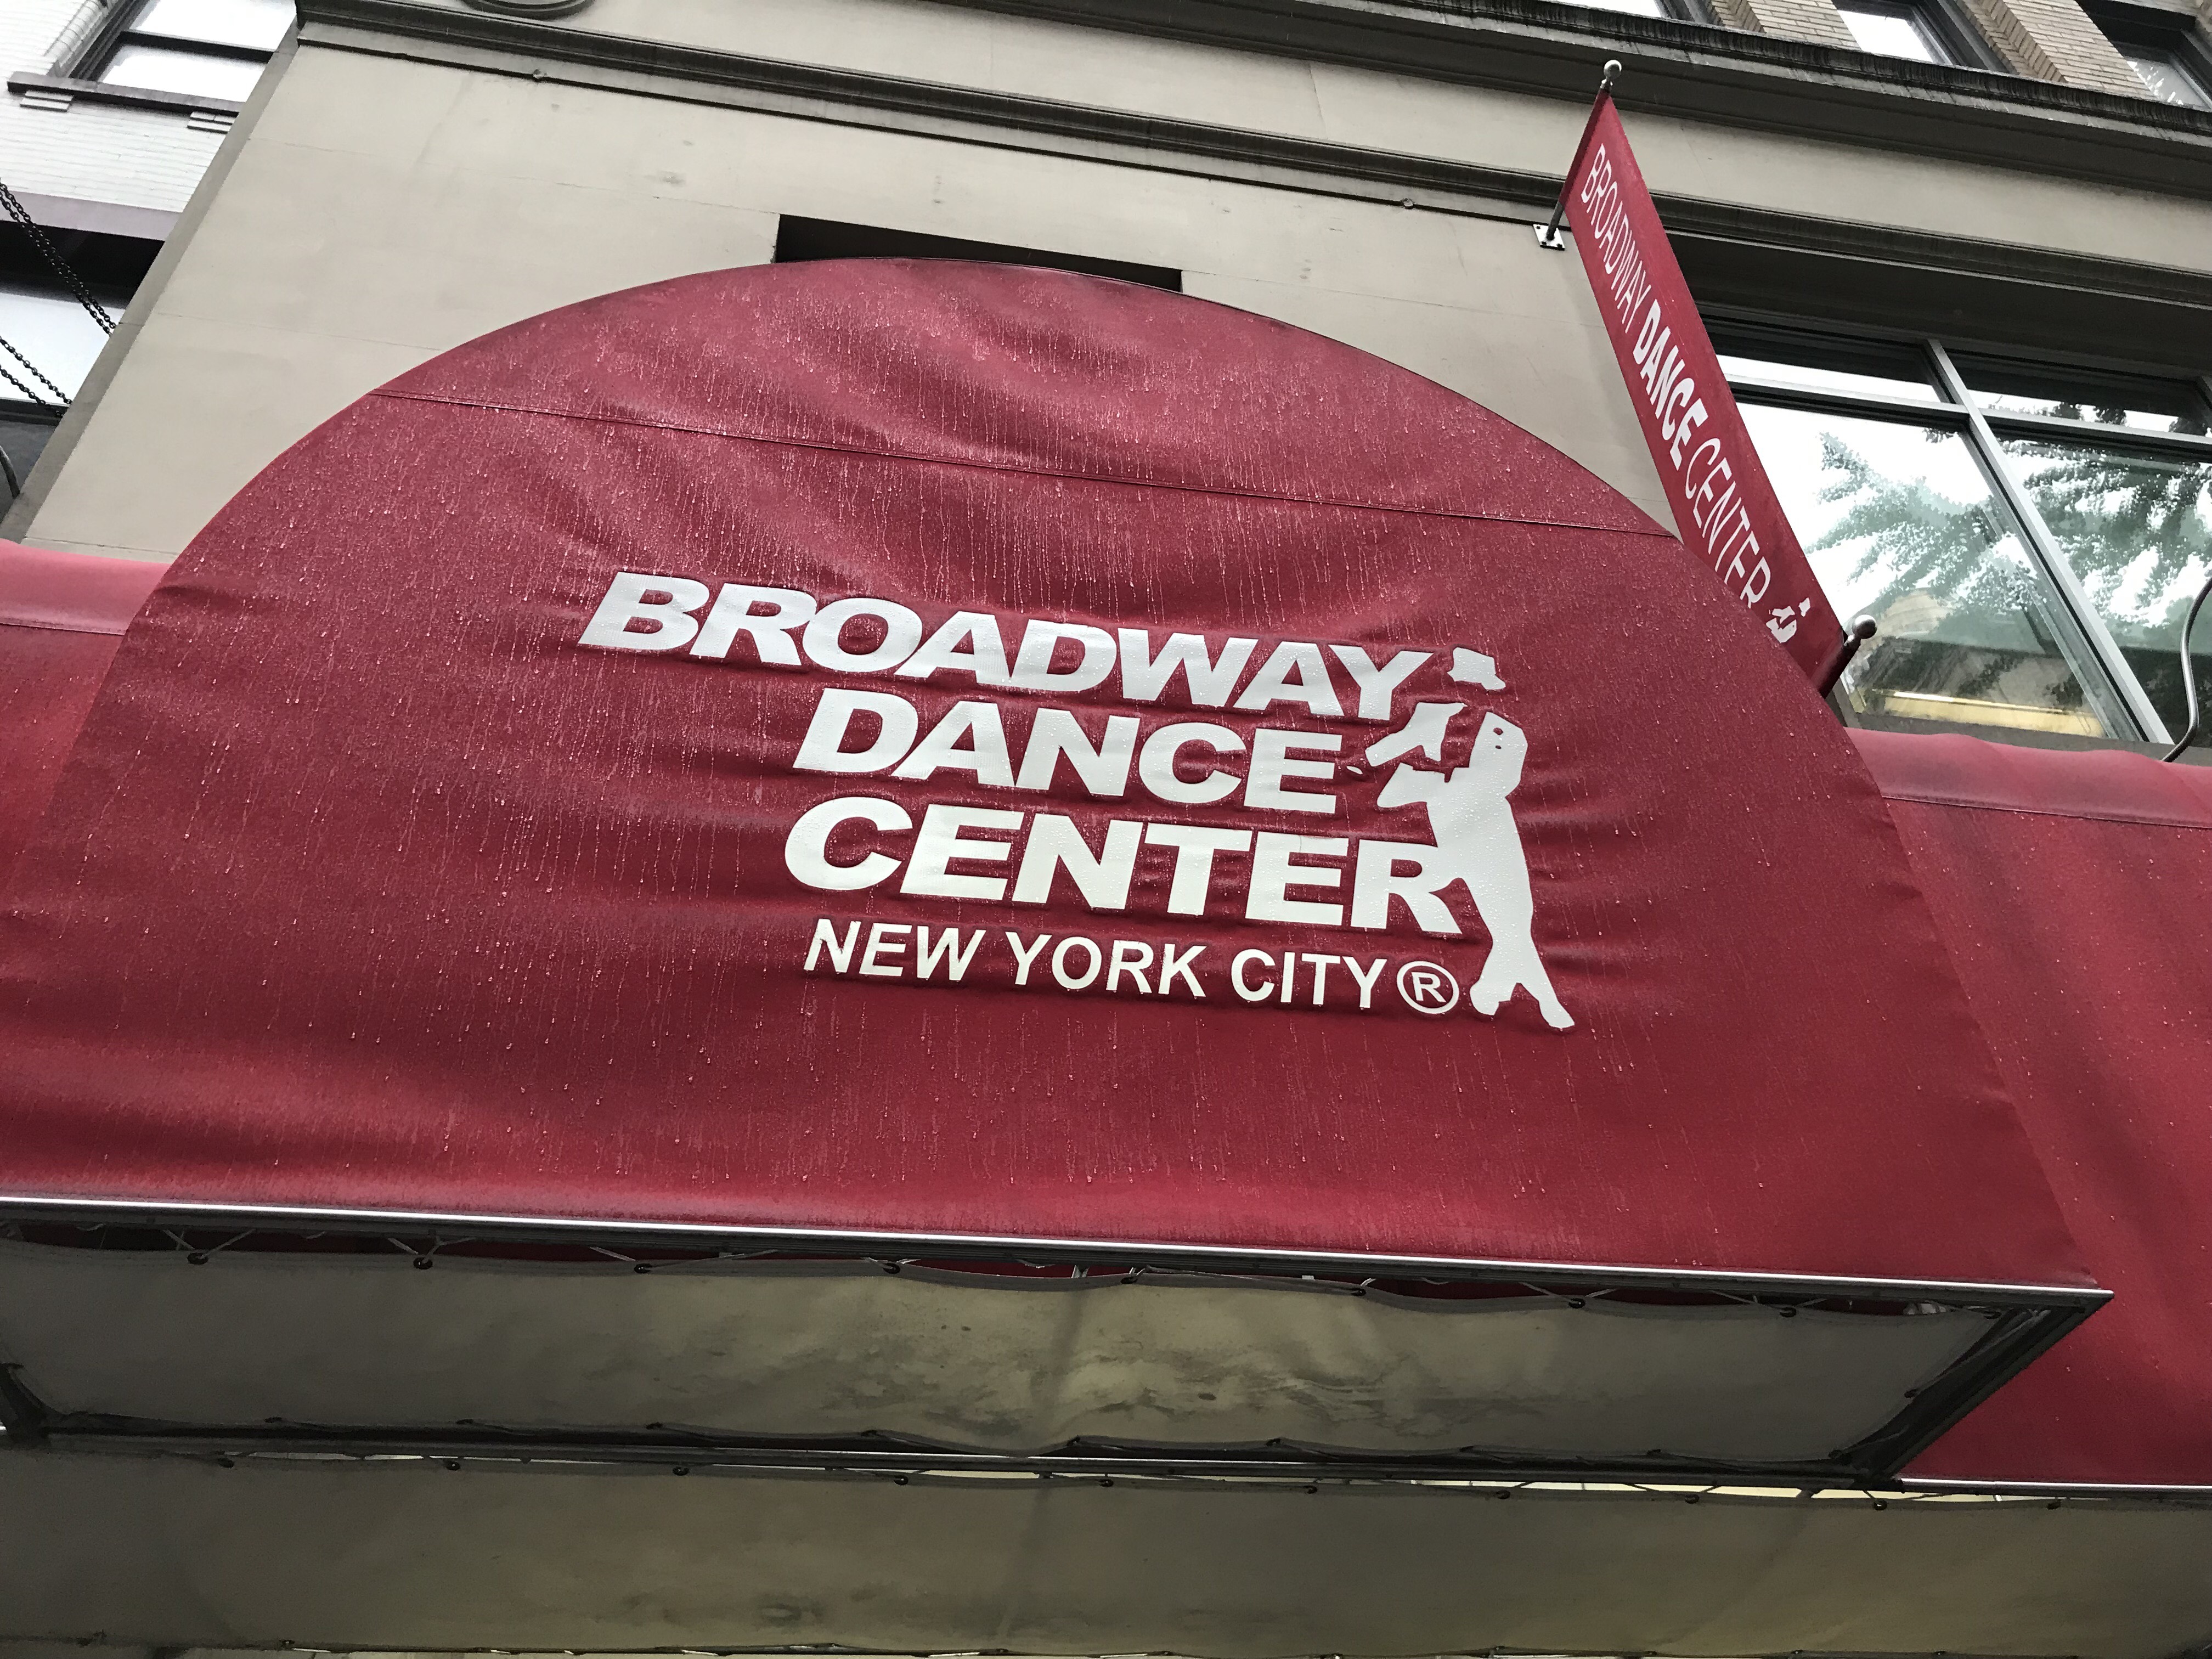 BROADWAY
DANCE
CENTER
NEW YORK CITY®
BROADWAY DANCE CENTER